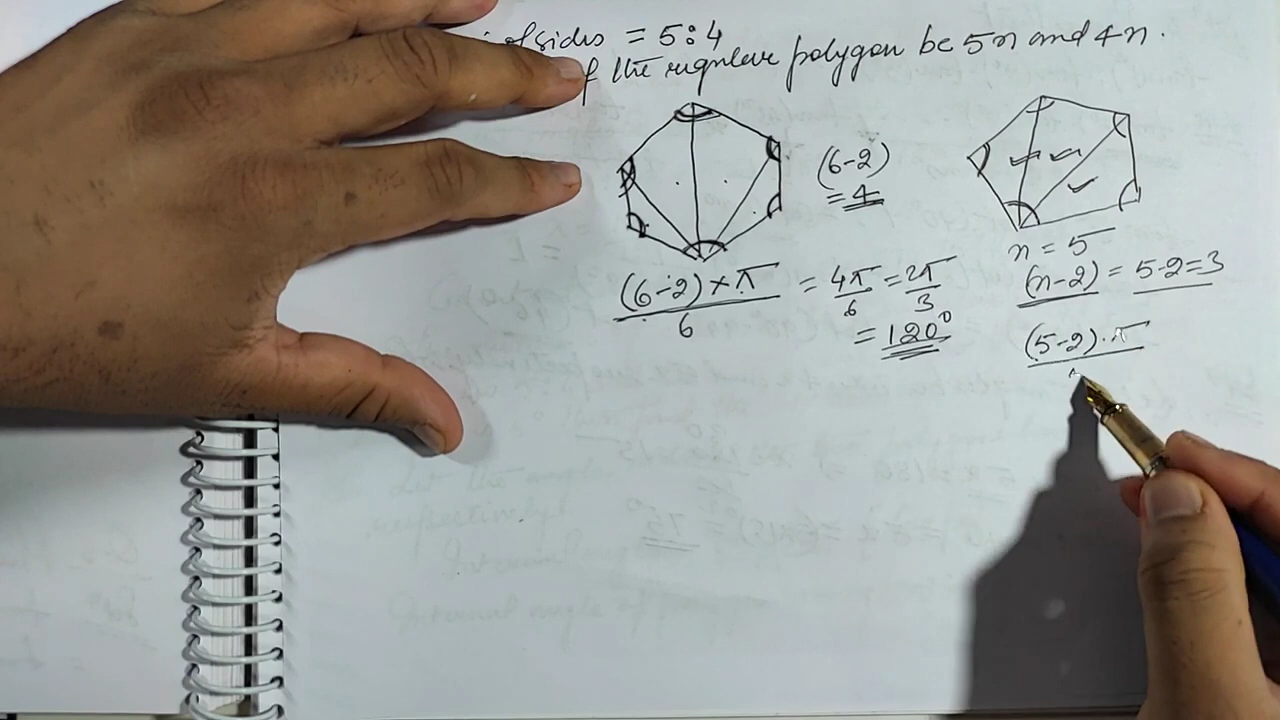 of sides = 5:4
of the regular polygon be 5n and 4n.
(6-2)
= 4
n = 5
(6-2)×π/6 = 4π/6 = 2π/3
= 120°
(n-2) = 5-2=3
(5-2)·π